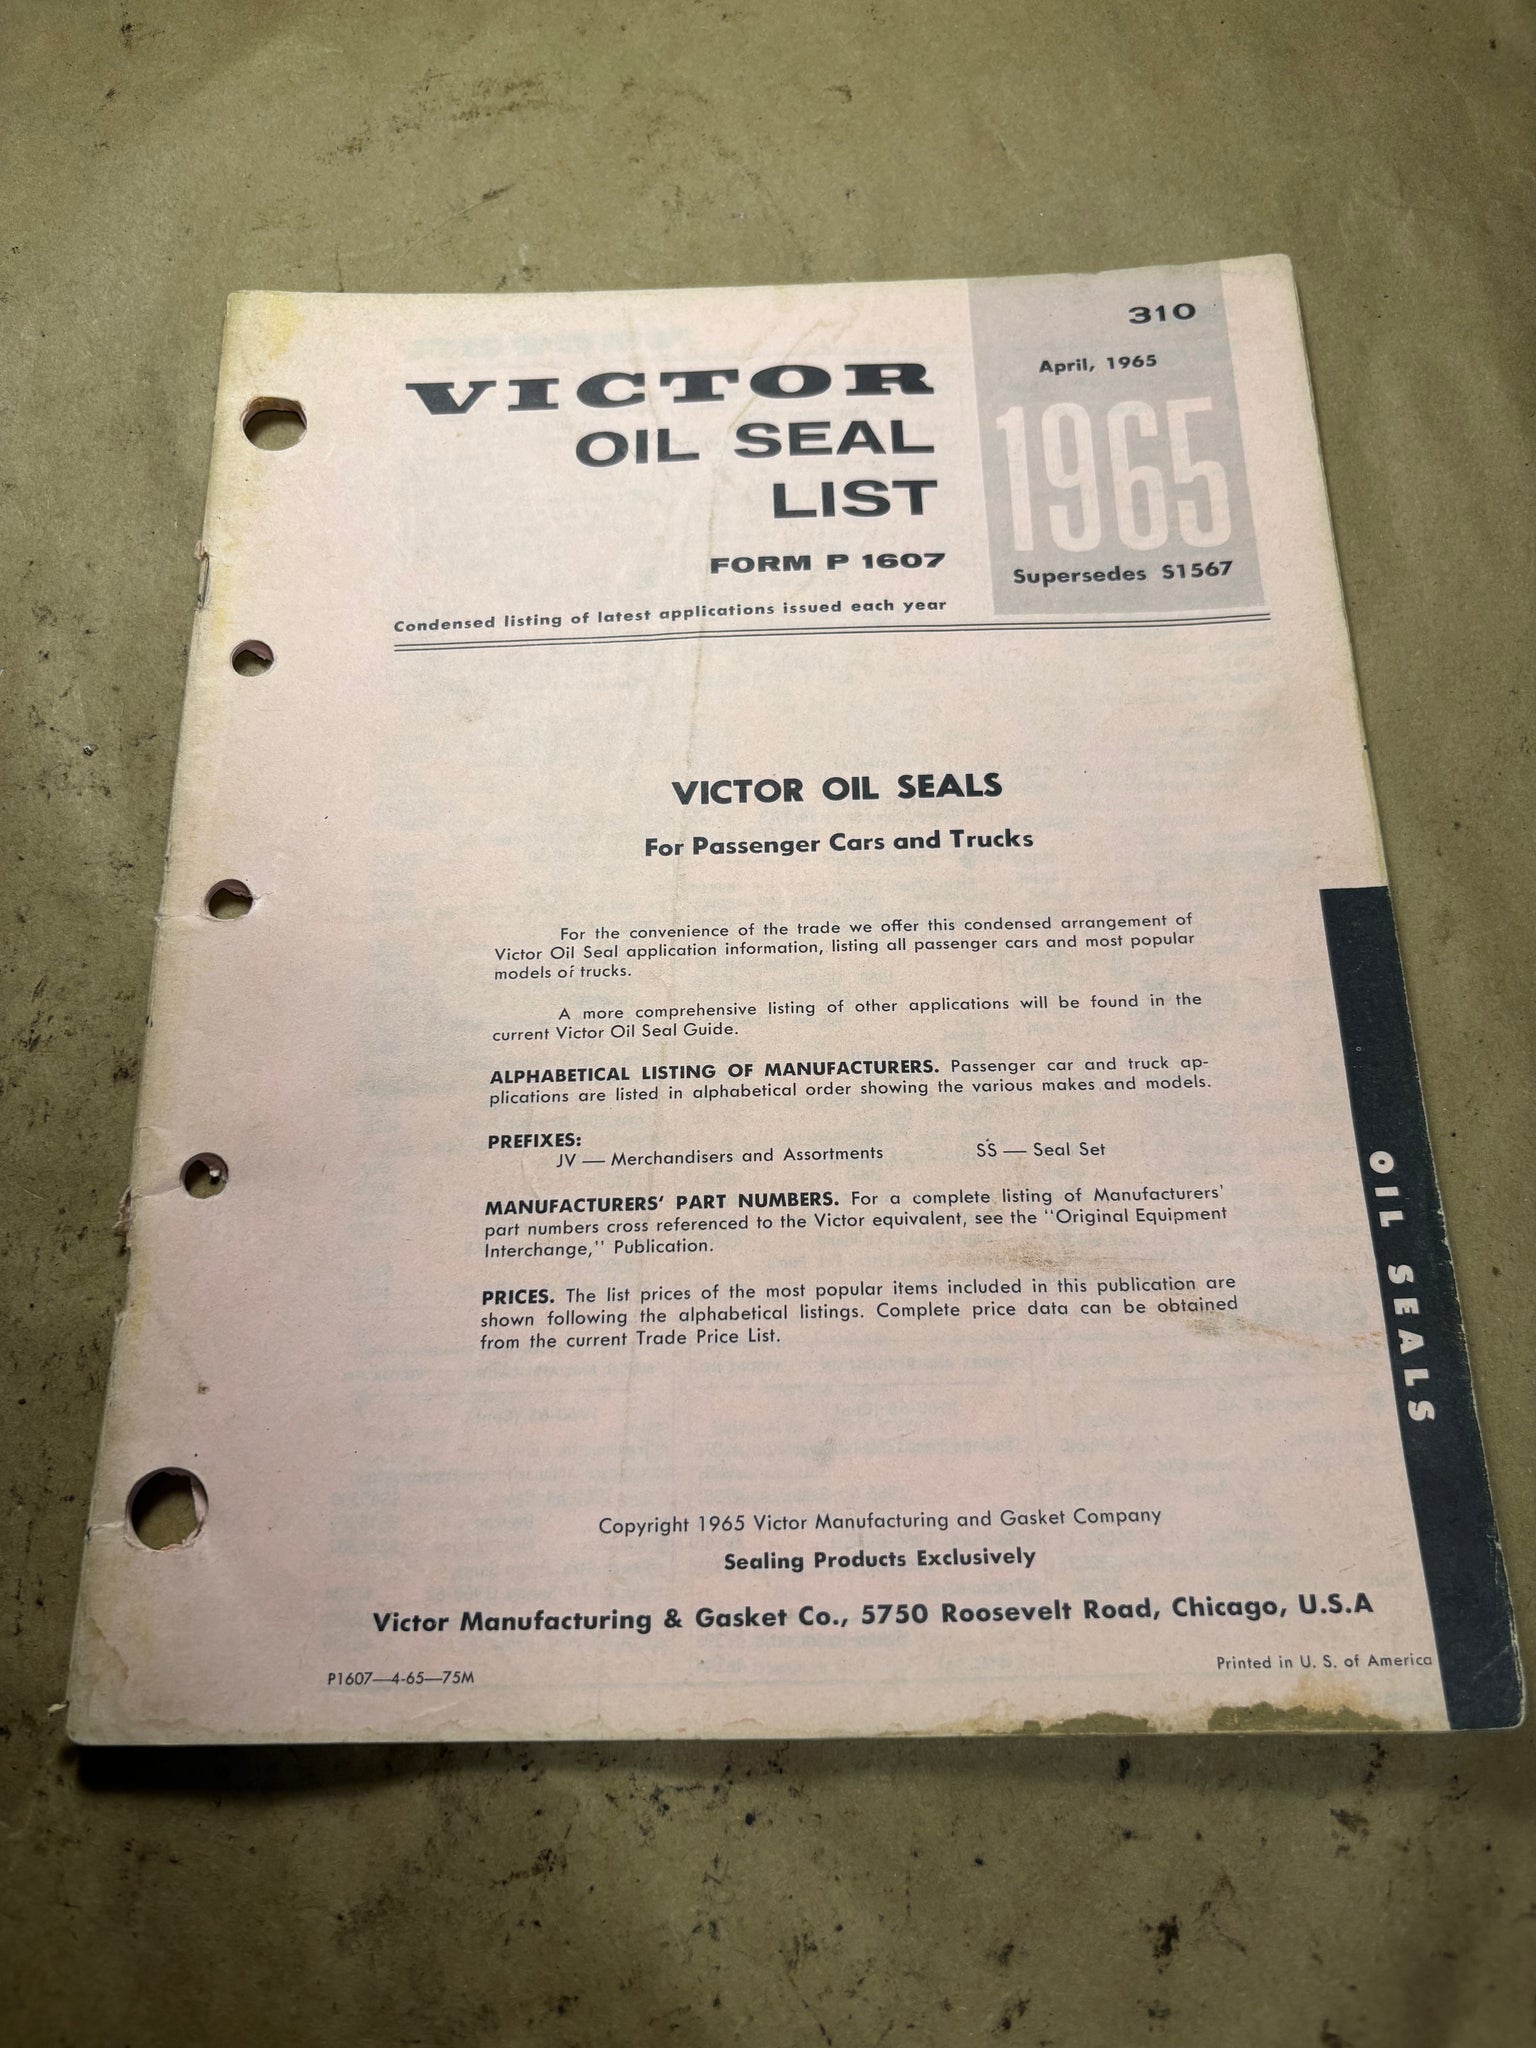 310
April, 1965
1965
Supersedes S1567
VICTOR
OIL SEAL
LIST
FORM P 1607
Condensed listing of latest applications issued each year
VICTOR OIL SEALS
For Passenger Cars and Trucks
For the convenience of the trade we offer this condensed arrangement of
Victor Oil Seal application information, listing all passenger cars and most popular
models of trucks.
A more comprehensive listing of other applications will be found in the
current Victor Oil Seal Guide.
ALPHABETICAL LISTING OF MANUFACTURERS. Passenger car and truck ap-
plications are listed in alphabetical order showing the various makes and models.
PREFIXES:
JV — Merchandisers and Assortments SS — Seal Set
MANUFACTURERS' PART NUMBERS. For a complete listing of Manufacturers'
part numbers cross referenced to the Victor equivalent, see the "Original Equipment
Interchange," Publication.
PRICES. The list prices of the most popular items included in this publication are
shown following the alphabetical listings. Complete price data can be obtained
from the current Trade Price List.
OIL SEALS
Copyright 1965 Victor Manufacturing and Gasket Company
Sealing Products Exclusively
Victor Manufacturing & Gasket Co., 5750 Roosevelt Road, Chicago, U.S.A
P1607—4-65—75M
Printed in U. S. of America